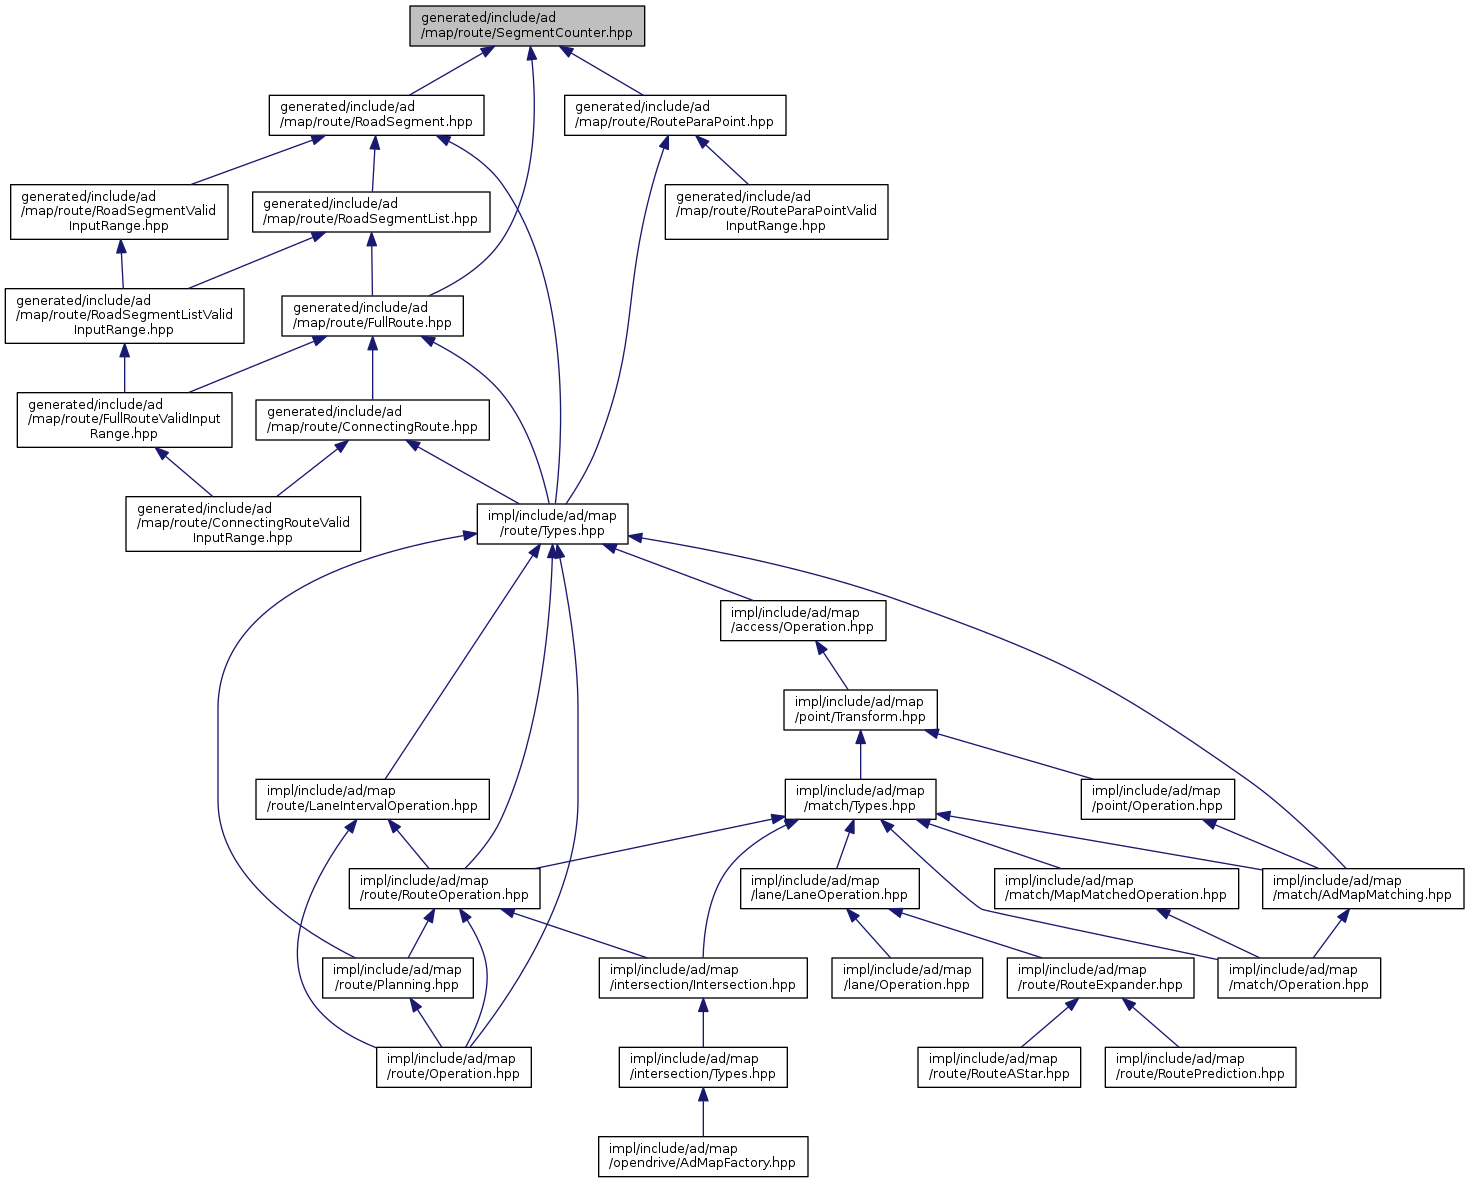 generated/include/ad
/map/route/SegmentCounter.hpp
generated/include/ad
/map/route/RoadSegment.hpp
generated/include/ad
/map/route/RouteParaPoint.hpp
generated/include/ad
/map/route/RoadSegmentValid
InputRange.hpp
generated/include/ad
/map/route/RoadSegmentList.hpp
generated/include/ad
/map/route/RouteParaPointValid
InputRange.hpp
generated/include/ad
/map/route/RoadSegmentListValid
InputRange.hpp
generated/include/ad
/map/route/FullRoute.hpp
generated/include/ad
/map/route/FullRouteValidInput
Range.hpp
generated/include/ad
/map/route/ConnectingRoute.hpp
generated/include/ad
/map/route/ConnectingRouteValid
InputRange.hpp
impl/include/ad/map
/route/Types.hpp
impl/include/ad/map
/access/Operation.hpp
impl/include/ad/map
/point/Transform.hpp
impl/include/ad/map
/route/LaneIntervalOperation.hpp
impl/include/ad/map
/match/Types.hpp
impl/include/ad/map
/point/Operation.hpp
impl/include/ad/map
/route/RouteOperation.hpp
impl/include/ad/map
/lane/LaneOperation.hpp
impl/include/ad/map
/match/MapMatchedOperation.hpp
impl/include/ad/map
/match/AdMapMatching.hpp
impl/include/ad/map
/route/Planning.hpp
impl/include/ad/map
/intersection/Intersection.hpp
impl/include/ad/map
/lane/Operation.hpp
impl/include/ad/map
/route/RouteExpander.hpp
impl/include/ad/map
/match/Operation.hpp
impl/include/ad/map
/route/Operation.hpp
impl/include/ad/map
/intersection/Types.hpp
impl/include/ad/map
/route/RouteAStar.hpp
impl/include/ad/map
/route/RoutePrediction.hpp
impl/include/ad/map
/opendrive/AdMapFactory.hpp